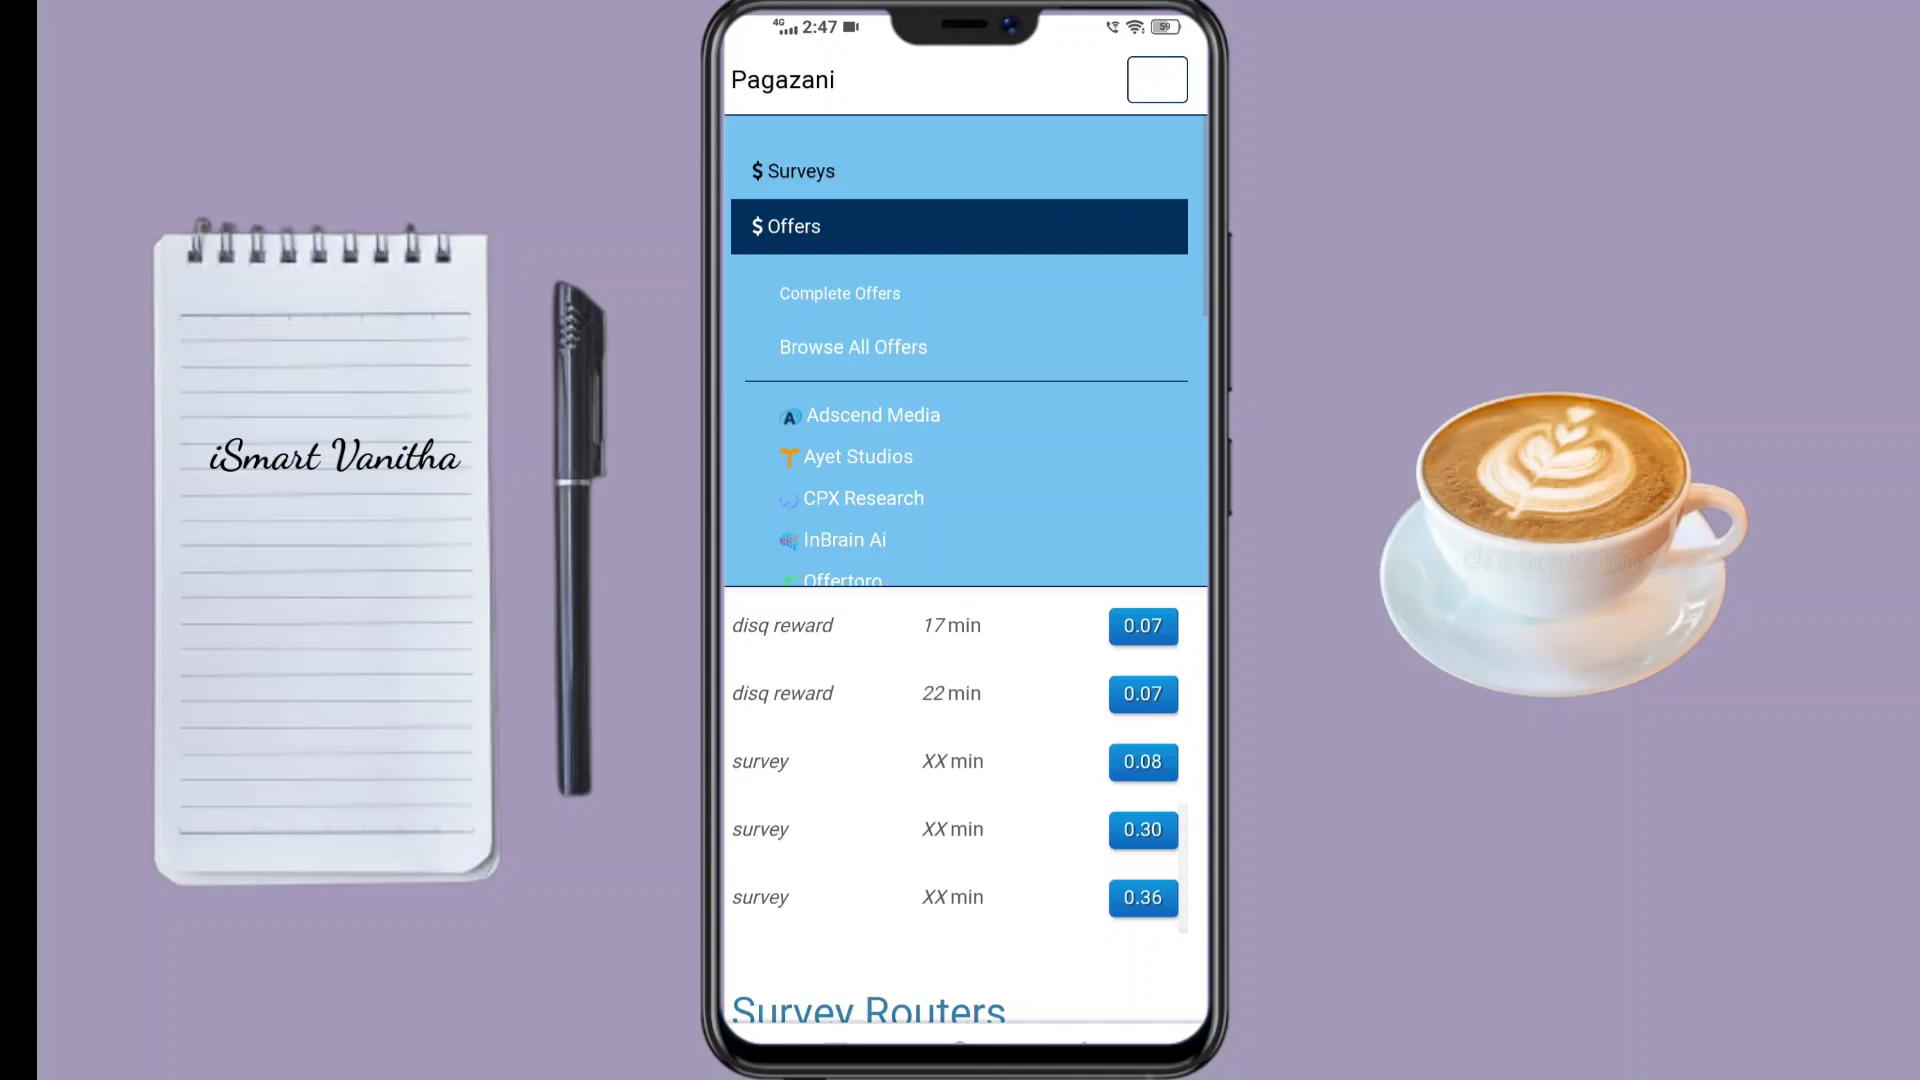 4G 2:47
59
Pagazani
$ Surveys
$ Offers
Complete Offers
Browse All Offers
Adscend Media
Ayet Studios
CPX Research
InBrain Ai
Offertoro
disq reward 17 min 0.07
disq reward 22 min 0.07
survey XX min 0.08
survey XX min 0.30
survey XX min 0.36
Survey Routers
iSmart Vanitha